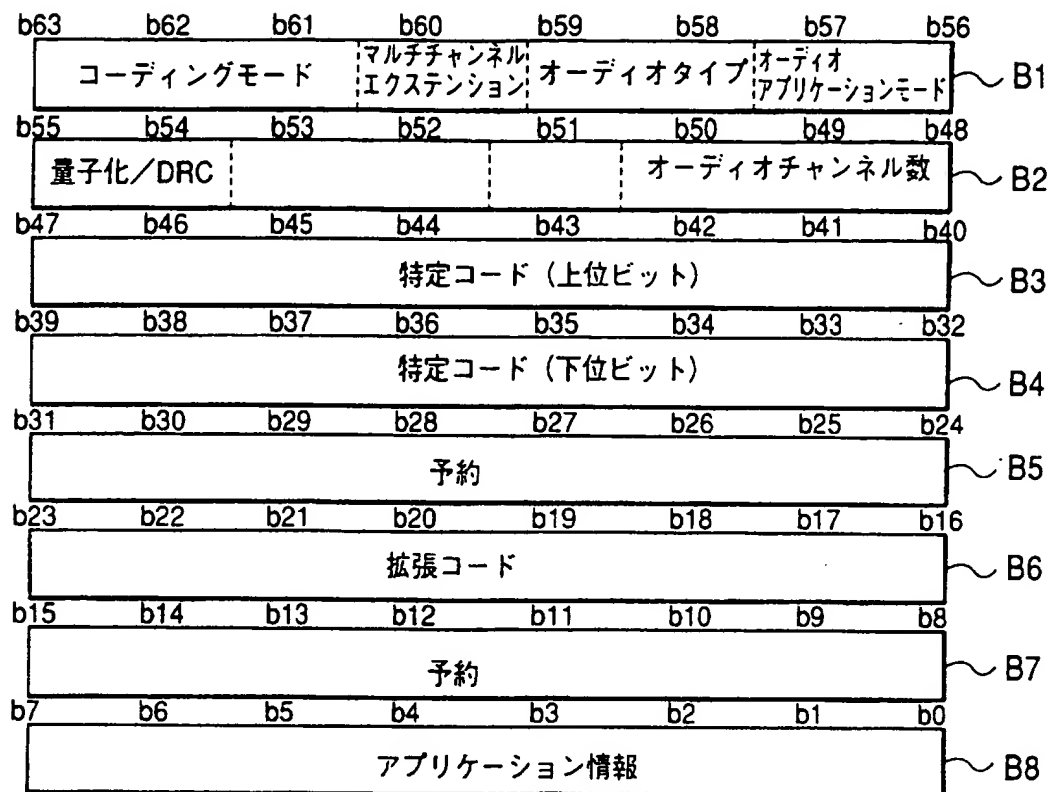 b63 b62 b61 b60 b59 b58 b57 b56
コーディングモード
マルチチャンネル
エクステンション
オーディオタイプ
オーディオ
アプリケーションモード
B1
b55 b54 b53 b52 b51 b50 b49 b48
量子化/DRC
オーディオチャンネル数
B2
b47 b46 b45 b44 b43 b42 b41 b40
特定コード(上位ビット)
B3
b39 b38 b37 b36 b35 b34 b33 b32
特定コード(下位ビット)
B4
b31 b30 b29 b28 b27 b26 b25 b24
予約
B5
b23 b22 b21 b20 b19 b18 b17 b16
拡張コード
B6
b15 b14 b13 b12 b11 b10 b9 b8
予約
B7
b7 b6 b5 b4 b3 b2 b1 b0
アプリケーション情報
B8